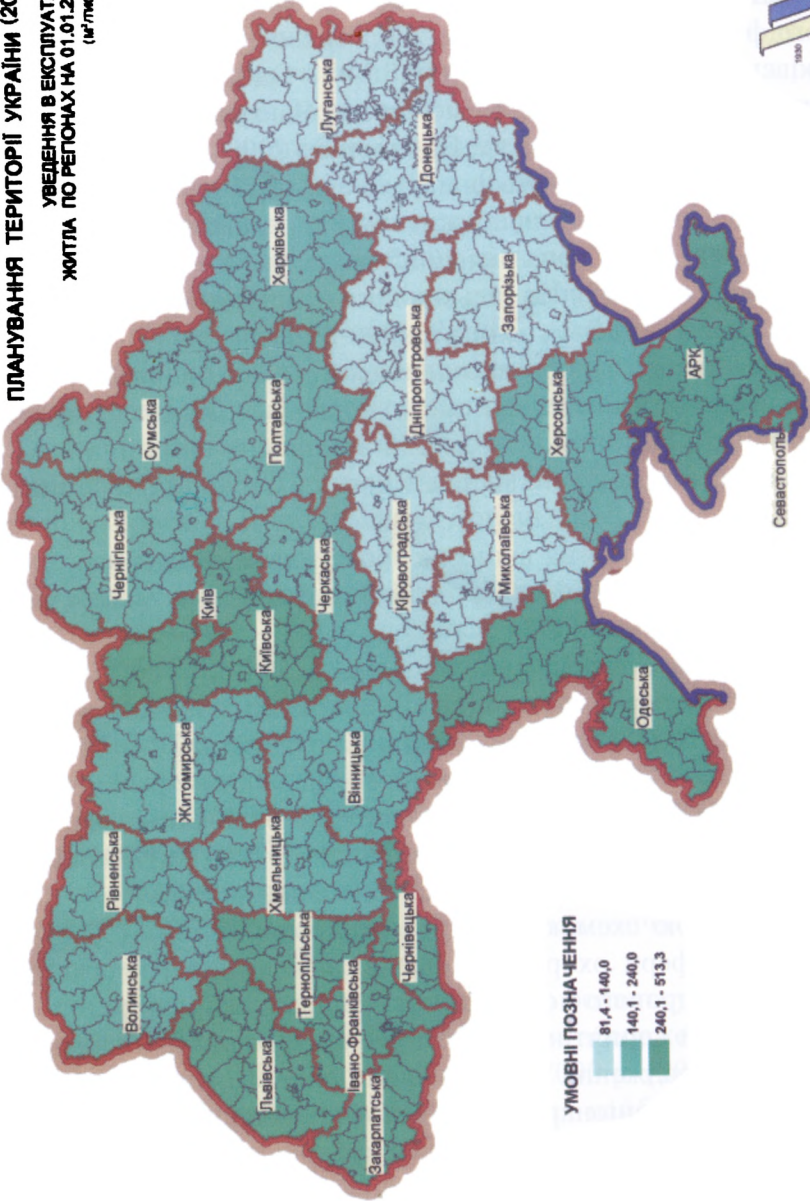 ПЛАНУВАННЯ ТЕРИТОРІЇ УКРАЇНИ (20
УВЕДЕННЯ В ЕКСПЛУАТ
ЖИТЛА ПО РЕГІОНАХ НА 01.01.2
Волинська
Рівненська
Житомирська
Чернігівська
Сумська
Київ
Київська
Львівська
Тернопільська
Хмельницька
Вінницька
Черкаська
Полтавська
Харківська
Луганська
Закарпатська
Івано-Франківська
Чернівецька
Кіровоградська
Дніпропетровська
Донецька
Миколаївська
Запорізька
Херсонська
Одеська
АРК
Севастополь
УМОВНІ ПОЗНАЧЕННЯ
81,4 - 140,0
140,1 - 240,0
240,1 - 513,3
1930